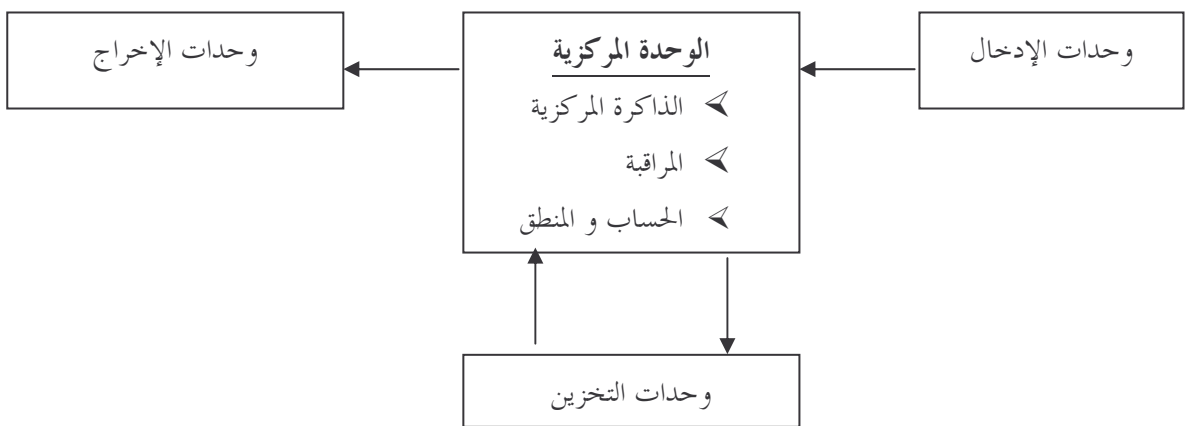 وحدات الإدخال
الوحدة المركزية
الذاكرة المركزية
المراقبة
الحساب و المنطق
وحدات الإخراج
وحدات التخزين